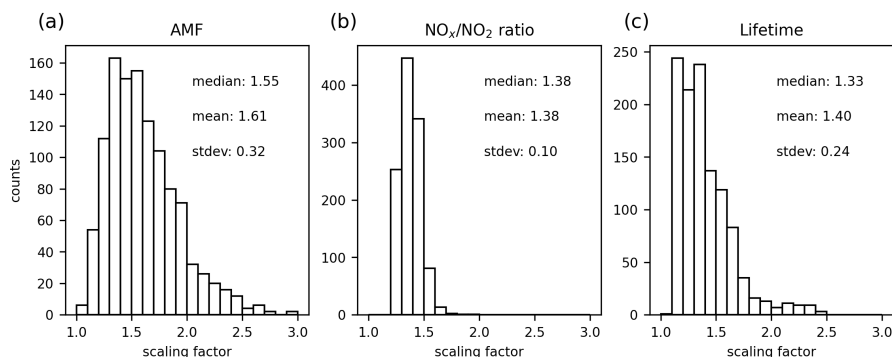 (a) AMF
counts
160
140
120
100
80
60
40
20
0
median: 1.55
mean: 1.61
stdev: 0.32
1.0 1.5 2.0 2.5 3.0
scaling factor
(b) NOₓ/NO₂ ratio
400
300
200
100
0
median: 1.38
mean: 1.38
stdev: 0.10
1.0 1.5 2.0 2.5 3.0
scaling factor
(c) Lifetime
250
200
150
100
50
0
median: 1.33
mean: 1.40
stdev: 0.24
1.0 1.5 2.0 2.5 3.0
scaling factor